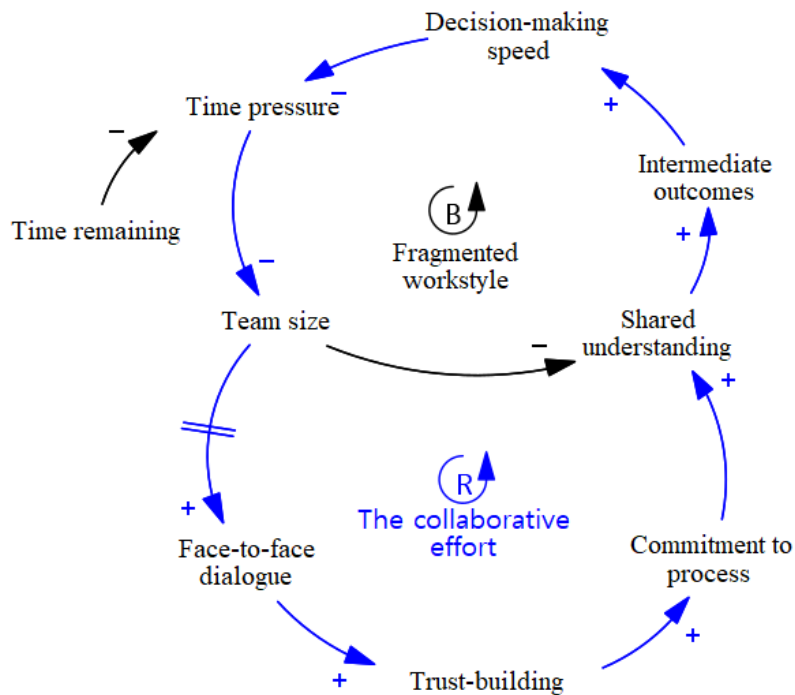 Decision-making
speed
+
−
Time pressure
−
Intermediate
outcomes
Time remaining
B
Fragmented
workstyle
+
−
Team size
−
Shared
understanding
+
R
The collaborative
effort
+
Face-to-face
dialogue
Commitment to
process
+
+
Trust-building